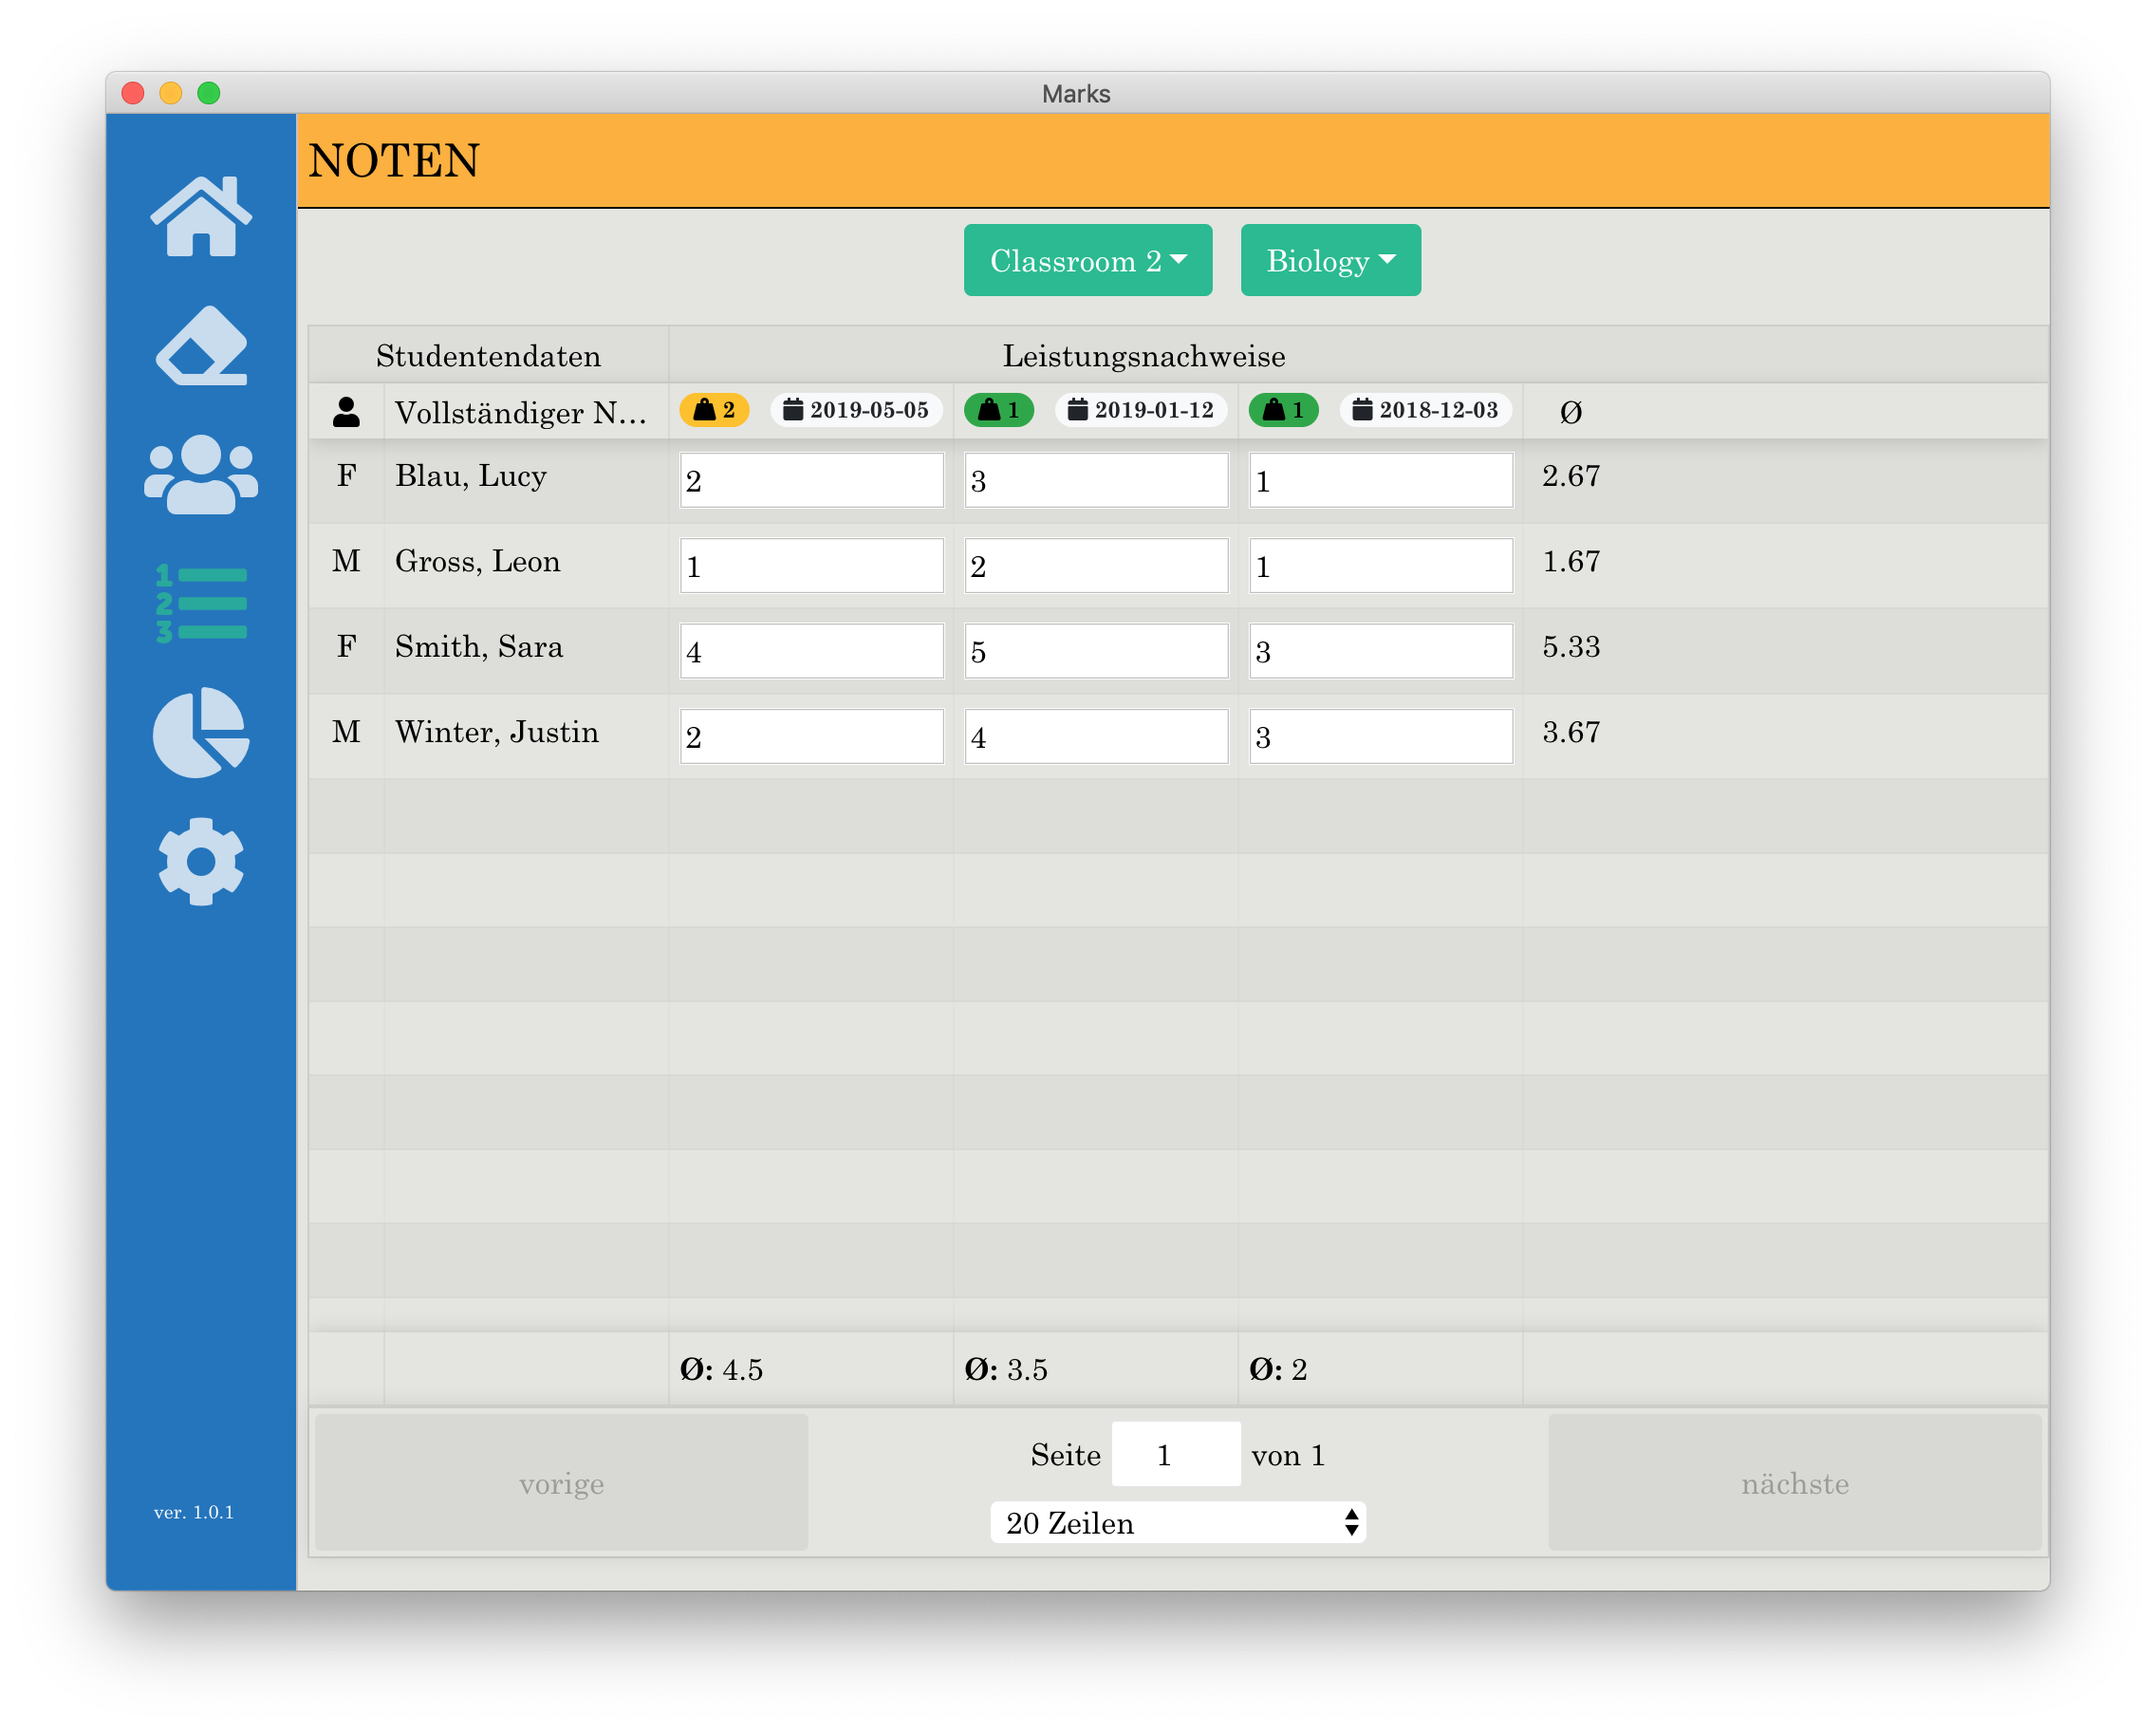 Marks
NOTEN
Classroom 2 Biology
Studentendaten Leistungsnachweise
Vollständiger N... 2 2019-05-05 1 2019-01-12 1 2018-12-03 Ø
F Blau, Lucy 2 3 1 2.67
M Gross, Leon 1 2 1 1.67
F Smith, Sara 4 5 3 5.33
M Winter, Justin 2 4 3 3.67
1
2
3
Ø: 4.5 Ø: 3.5 Ø: 2
vorige Seite 1 von 1 nächste
20 Zeilen
ver. 1.0.1